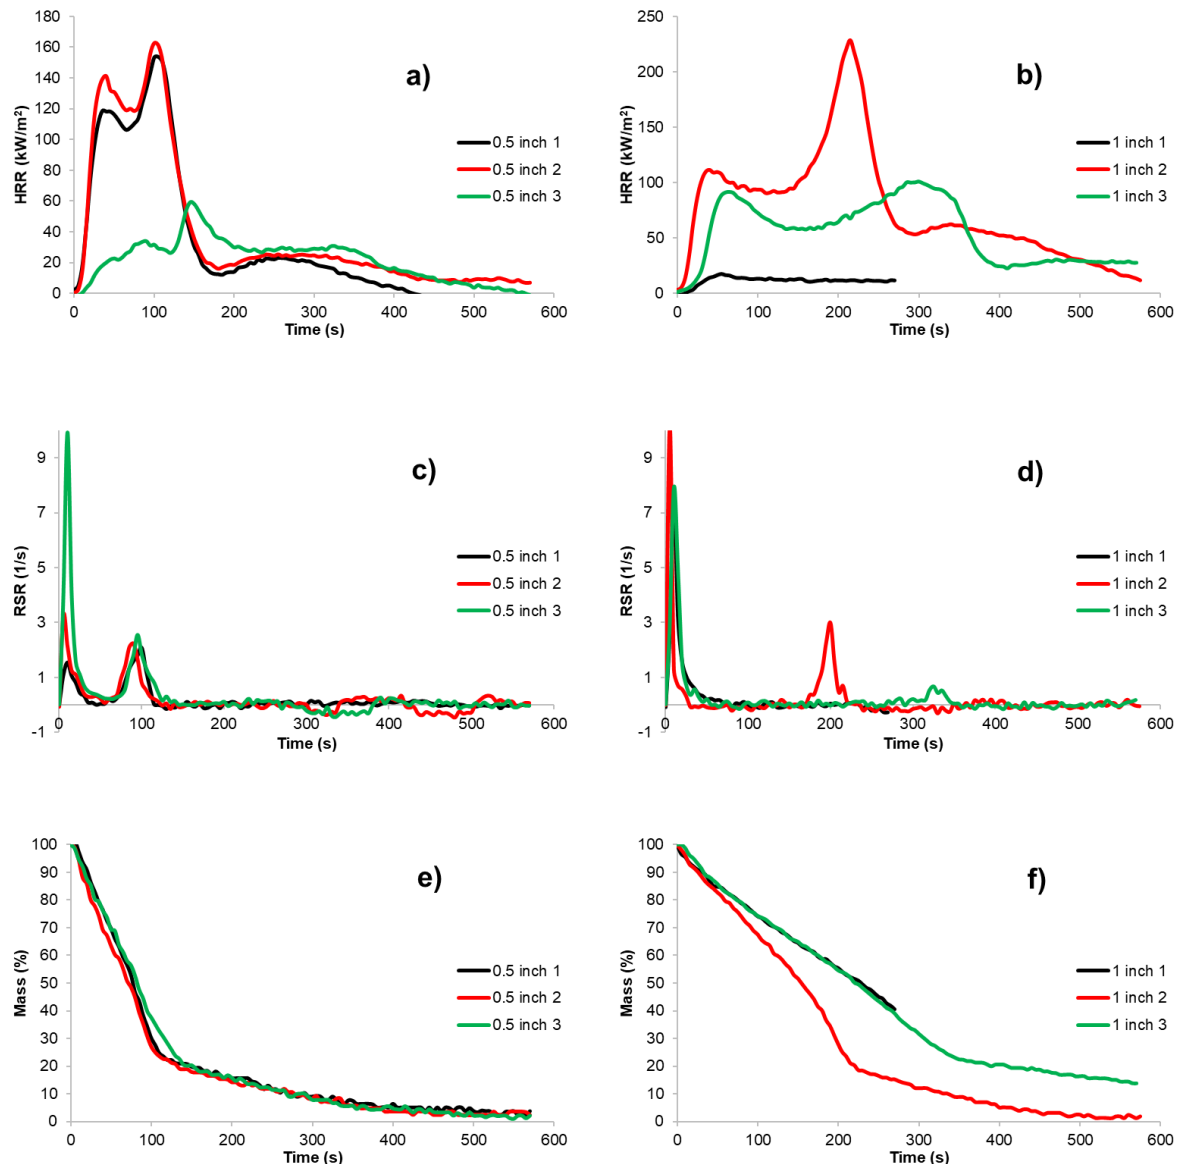 a)
HRR (kW/m²)
180
160
140
120
100
80
60
40
20
0
0 100 200 300 400 500 600
Time (s)
0.5 inch 1
0.5 inch 2
0.5 inch 3
b)
HRR (kW/m²)
250
200
150
100
50
0
0 100 200 300 400 500 600
Time (s)
1 inch 1
1 inch 2
1 inch 3
c)
RSR (1/s)
9
7
5
3
1
-1
0 100 200 300 400 500 600
Time (s)
0.5 inch 1
0.5 inch 2
0.5 inch 3
d)
RSR (1/s)
9
7
5
3
1
-1
0 100 200 300 400 500 600
Time (s)
1 inch 1
1 inch 2
1 inch 3
e)
Mass (%)
100
90
80
70
60
50
40
30
20
10
0
0 100 200 300 400 500 600
Time (s)
0.5 inch 1
0.5 inch 2
0.5 inch 3
f)
Mass (%)
100
90
80
70
60
50
40
30
20
10
0
0 100 200 300 400 500 600
Time (s)
1 inch 1
1 inch 2
1 inch 3